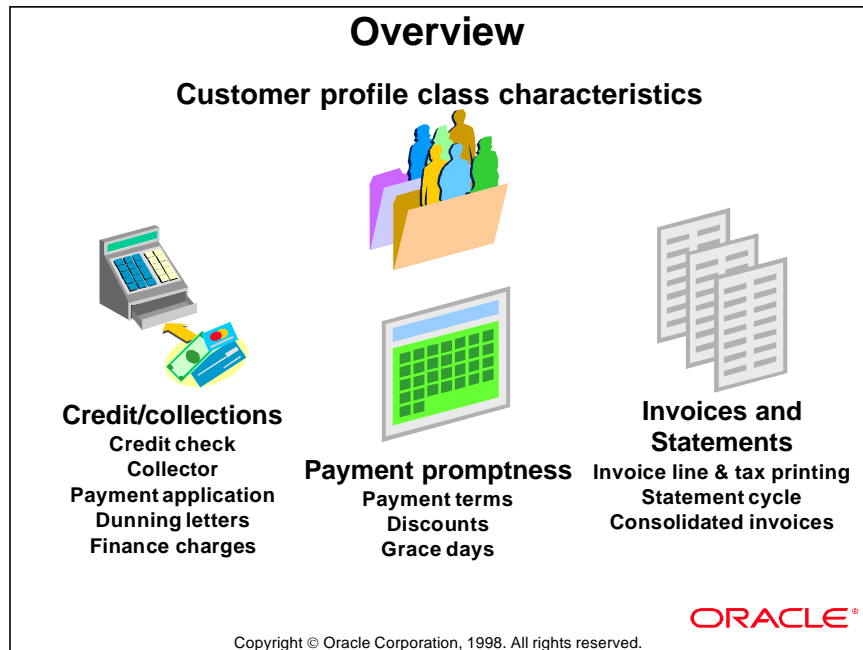 Overview
Customer profile class characteristics
Credit/collections
Credit check
Collector
Payment application
Dunning letters
Finance charges
Payment promptness
Payment terms
Discounts
Grace days
Invoices and
Statements
Invoice line & tax printing
Statement cycle
Consolidated invoices
ORACLE®
Copyright © Oracle Corporation, 1998. All rights reserved.